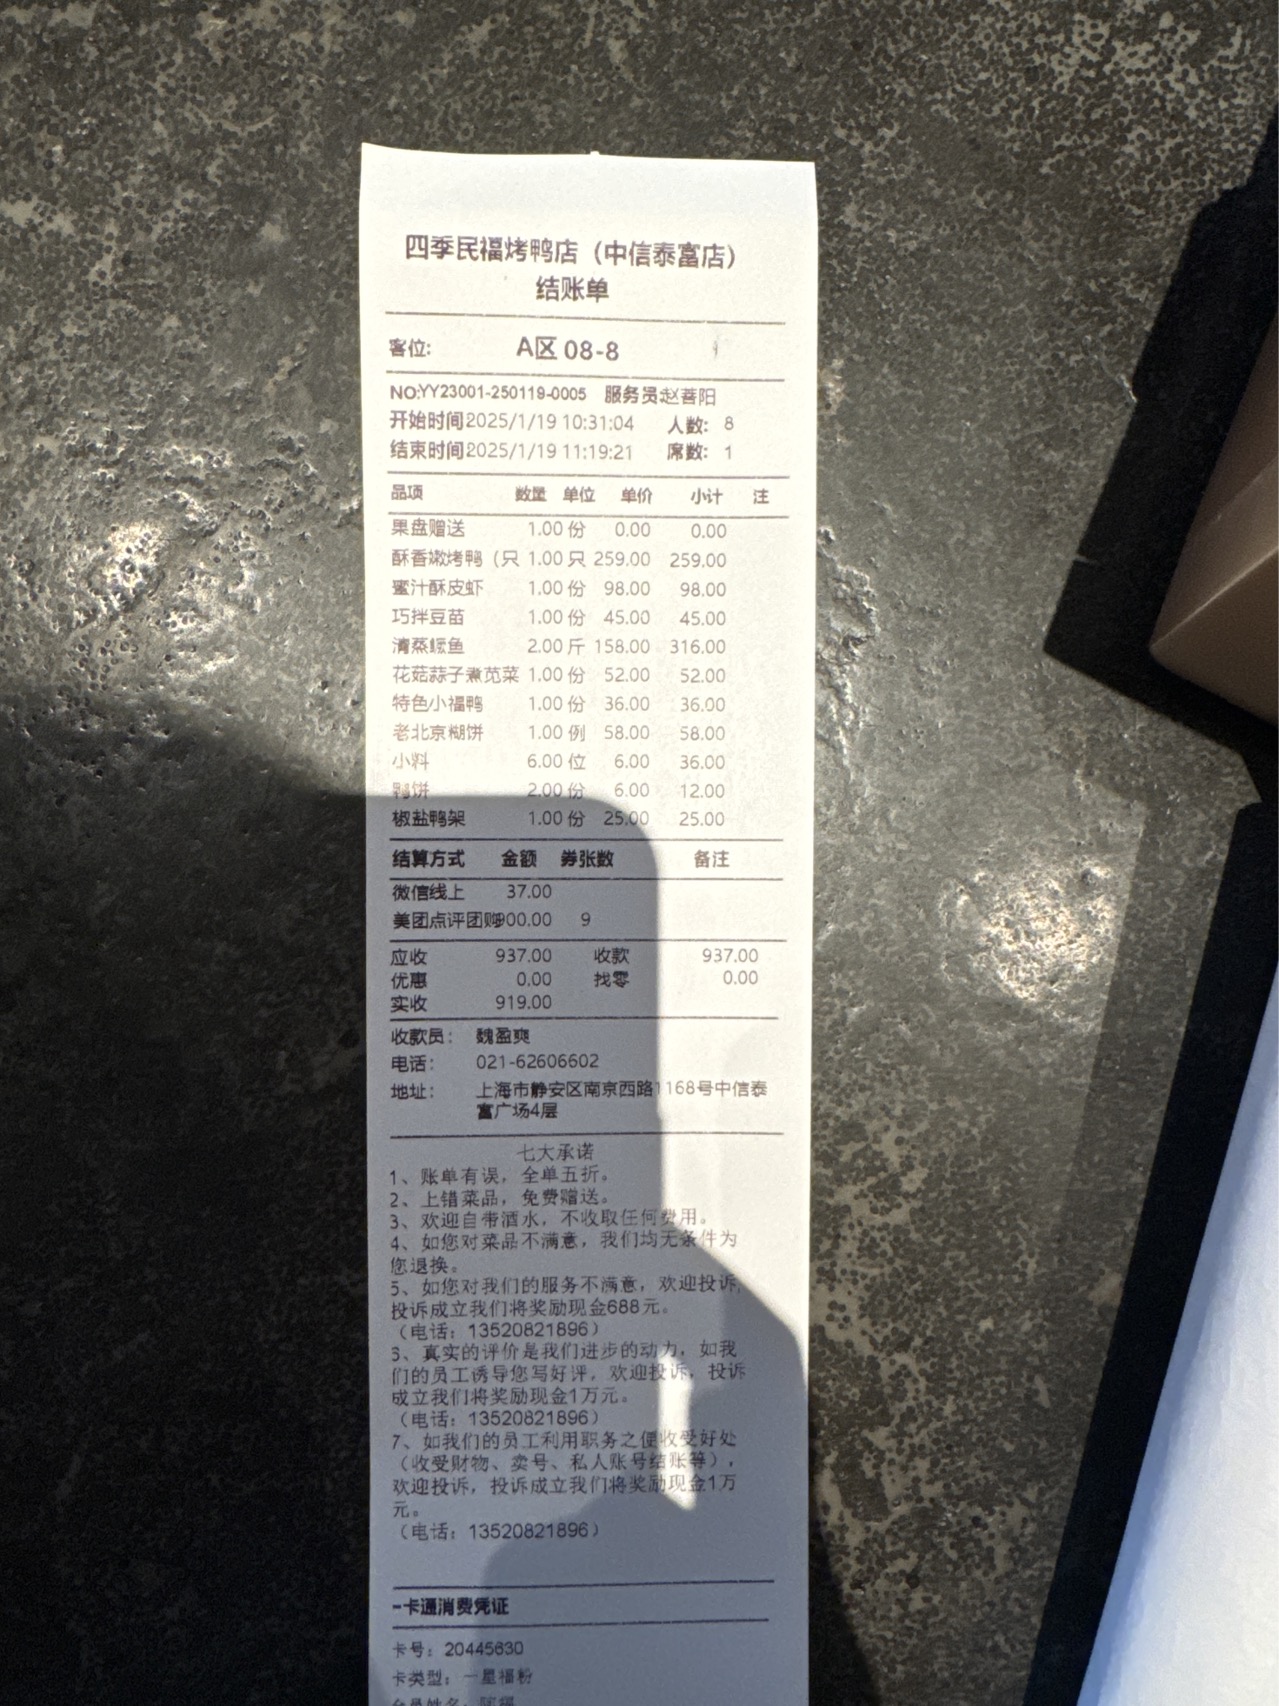 四季民福烤鸭店（中信泰富店）
结账单
客位: A区 08-8
NO:YY23001-250119-0005 服务员:赵蓍阳
开始时间2025/1/19 10:31:04 人数: 8
结束时间2025/1/19 11:19:21 席数: 1
品项 数量 单位 单价 小计 注
果盘赠送 1.00 份 0.00 0.00
酥香嫩烤鸭（只 1.00 只 259.00 259.00
蜜汁酥皮虾 1.00 份 98.00 98.00
巧拌豆苗 1.00 份 45.00 45.00
清蒸鳜鱼 2.00 斤 158.00 316.00
花菇蒜子煮苋菜 1.00 份 52.00 52.00
特色小福鸭 1.00 份 36.00 36.00
老北京糊饼 1.00 例 58.00 58.00
小料 6.00 位 6.00 36.00
鸭饼 2.00 份 6.00 12.00
椒盐鸭架 1.00 份 25.00 25.00
结算方式 金额 券张数 备注
微信线上 37.00
美团点评团购900.00 9
应收 937.00 收款 937.00
优惠 0.00 找零 0.00
实收 919.00
收款员: 魏盈爽
电话: 021-62606602
地址: 上海市静安区南京西路1168号中信泰
富广场4层
七大承诺
1、账单有误，全单五折。
2、上错菜品，免费赠送。
3、欢迎自带酒水，不收取任何费用。
4、如您对菜品不满意，我们均无条件为
您退换。
5、如您对我们的服务不满意，欢迎投诉，
投诉成立我们将奖励现金688元。
（电话：13520821896）
6、真实的评价是我们进步的动力，如我
们的员工诱导您写好评，欢迎投诉，投诉
成立我们将奖励现金1万元。
（电话：13520821896）
7、如我们的员工利用职务之便收受好处
（收受财物、卖号、私人账号结账等），
欢迎投诉，投诉成立我们将奖励现金1万
元。
（电话：13520821896）
一卡通消费凭证
卡号: 20445630
卡类型: 一星福粉